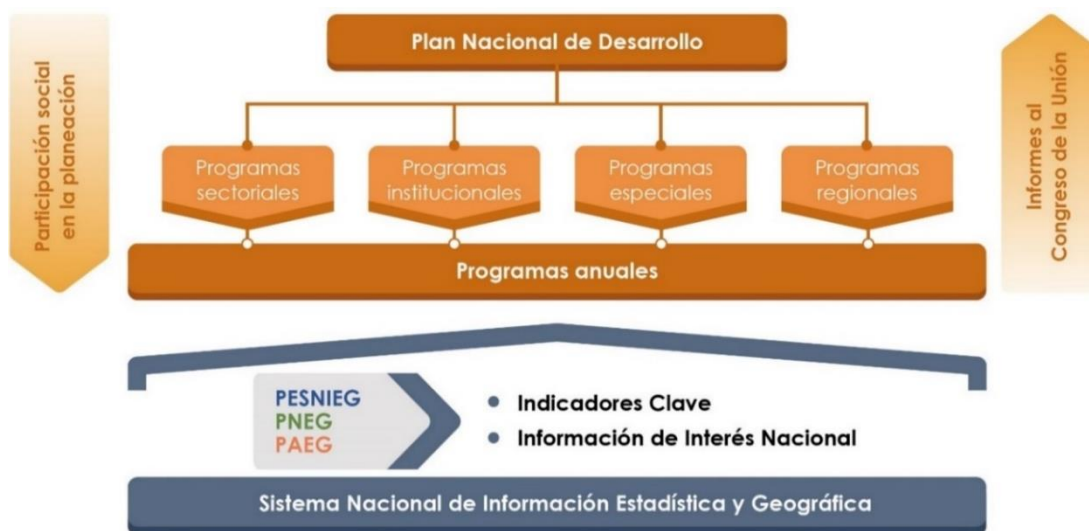 Participación social
en la planeación
Plan Nacional de Desarrollo
Informes al
Congreso de la Unión
Programas
sectoriales
Programas
institucionales
Programas
especiales
Programas
regionales
Programas anuales
PESNIEG
PNEG
PAEG
• Indicadores Clave
• Información de Interés Nacional
Sistema Nacional de Información Estadística y Geográfica